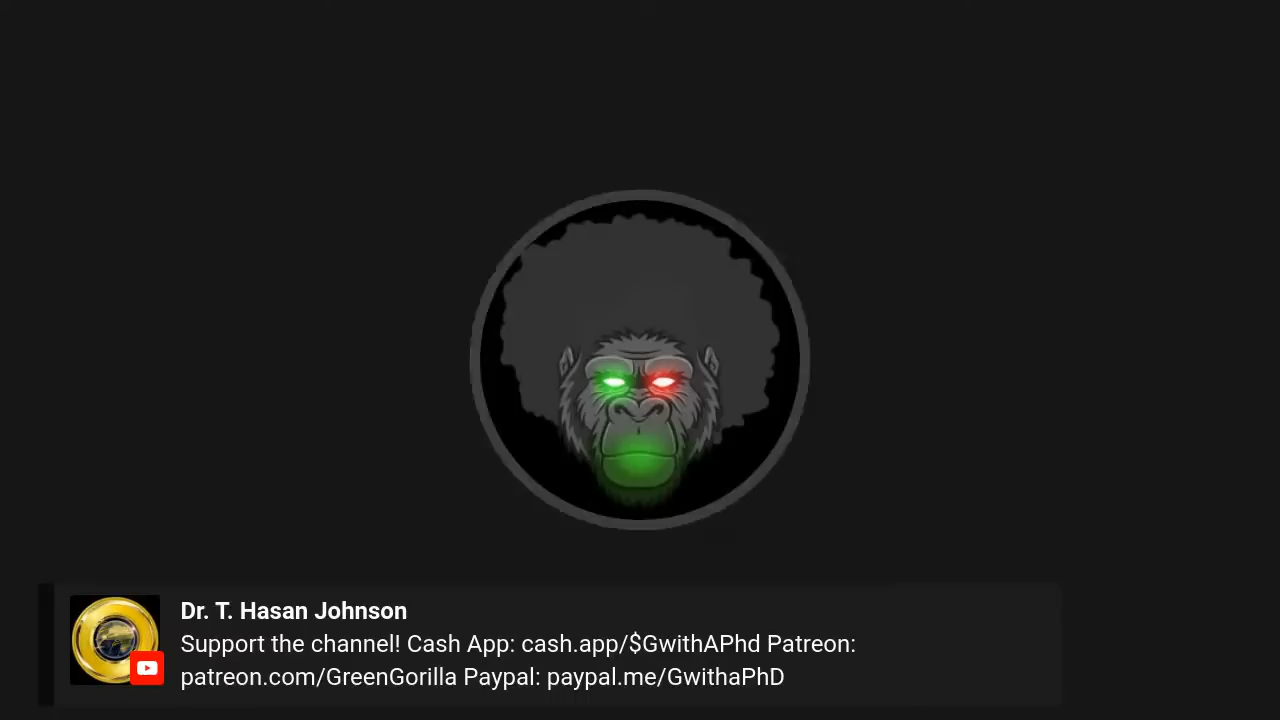 Dr. T. Hasan Johnson
Support the channel! Cash App: cash.app/$GwithAPhd Patreon:
patreon.com/GreenGorilla Paypal: paypal.me/GwithaPhD